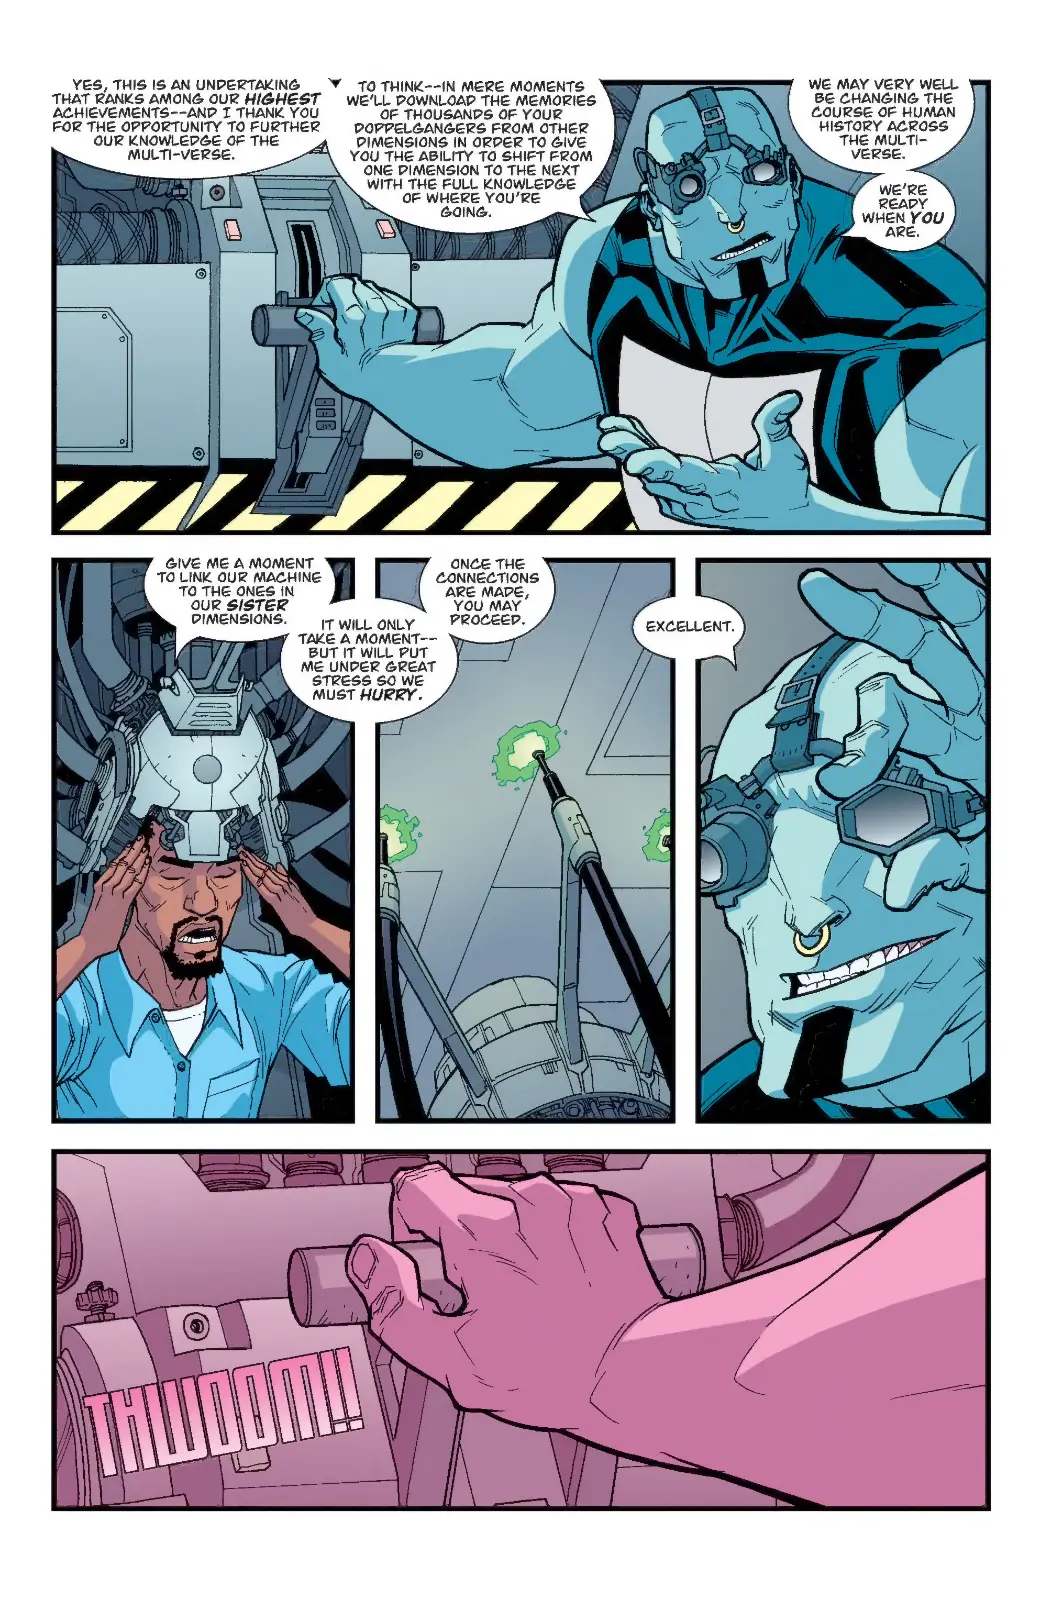 YES, THIS IS AN UNDERTAKING
THAT RANKS AMONG OUR HIGHEST
ACHIEVEMENTS--AND I THANK YOU
FOR THE OPPORTUNITY TO FURTHER
OUR KNOWLEDGE OF THE
MULTI-VERSE.
TO THINK--IN MERE MOMENTS
WE'LL DOWNLOAD THE MEMORIES
OF THOUSANDS OF YOUR
DOPPELGANGERS FROM OTHER
DIMENSIONS IN ORDER TO GIVE
YOU THE ABILITY TO SHIFT FROM
ONE DIMENSION TO THE NEXT
WITH THE FULL KNOWLEDGE
OF WHERE YOU'RE
GOING.
WE MAY VERY WELL
BE CHANGING THE
COURSE OF HUMAN
HISTORY ACROSS
THE MULTI-
VERSE.
WE'RE
READY
WHEN YOU
ARE.
GIVE ME A MOMENT
TO LINK OUR MACHINE
TO THE ONES IN
OUR SISTER
DIMENSIONS.
IT WILL ONLY
TAKE A MOMENT--
BUT IT WILL PUT
ME UNDER GREAT
STRESS SO WE
MUST HURRY.
ONCE THE
CONNECTIONS
ARE MADE,
YOU MAY
PROCEED.
EXCELLENT.
THWOOM!!